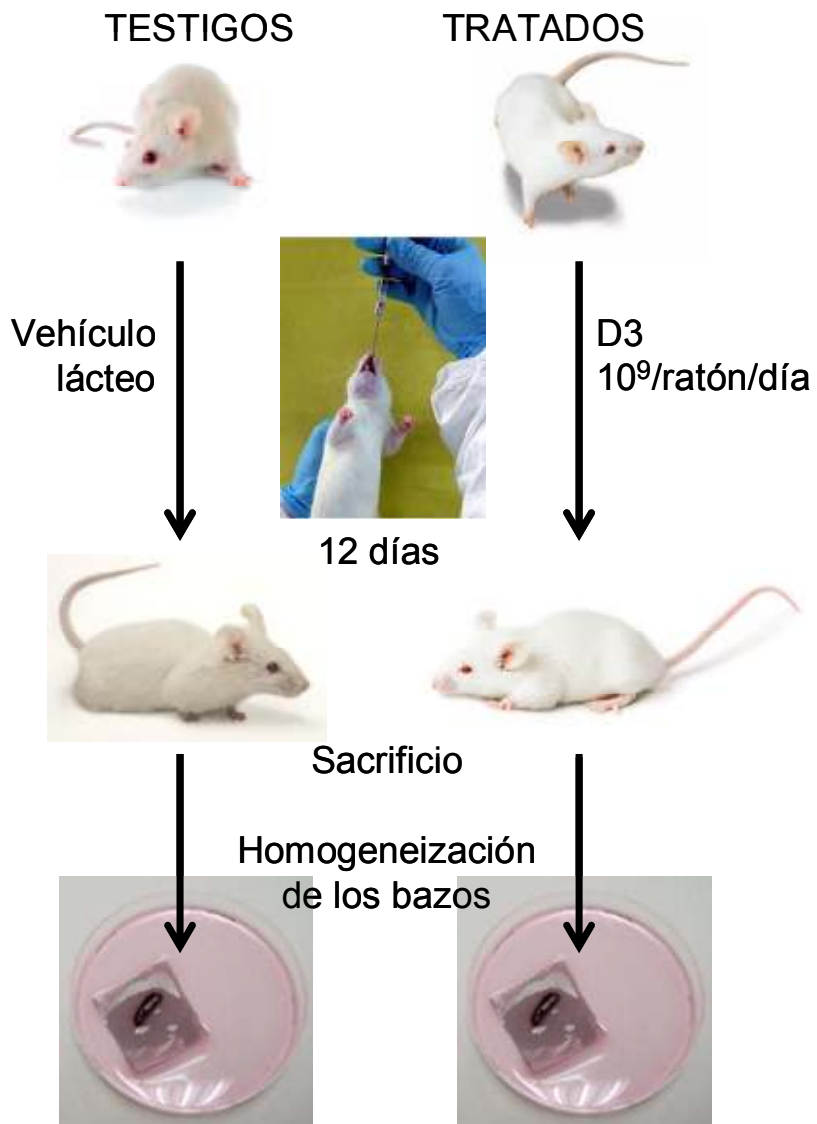 TESTIGOS
TRATADOS
Vehículo
lácteo
D3
10⁹/ratón/día
12 días
Sacrificio
Homogeneización
de los bazos